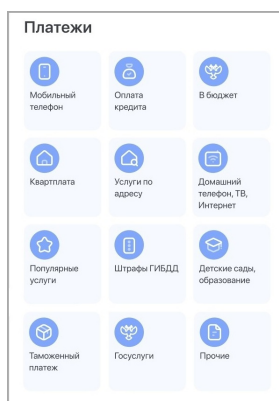 Платежи
Мобильный
телефон
Оплата
кредита
В бюджет
Квартплата
Услуги по
адресу
Домашний
телефон, ТВ,
Интернет
Популярные
услуги
Штрафы ГИБДД
Детские сады,
образование
Таможенный
платеж
Госуслуги
Прочие